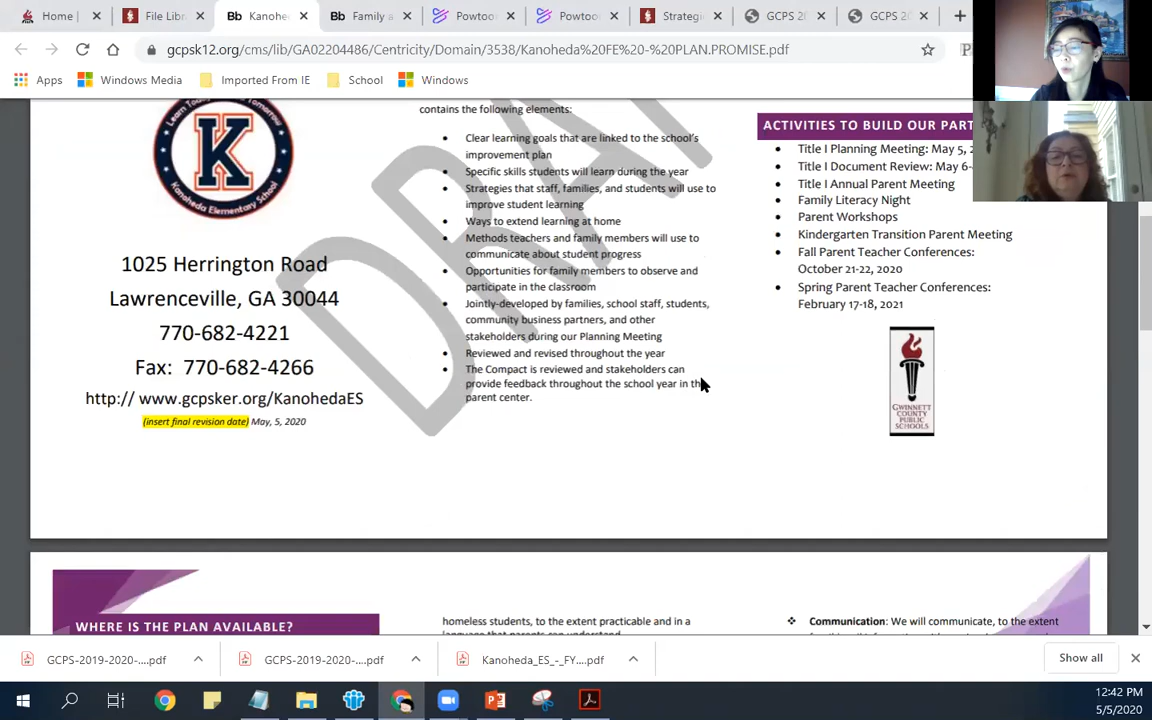 Home |
File Libr
Bb Kanohe
Bb Family a
Powtoo
Powtoo
Strategi
GCPS 2
GCPS 2
gcpsk12.org/cms/lib/GA02204486/Centricity/Domain/3538/Kanoheda%20FE%20-%20PLAN.PROMISE.pdf
Apps
Windows Media
Imported From IE
School
Windows
K
Kanoheda Elementary School
1025 Herrington Road
Lawrenceville, GA 30044
770-682-4221
Fax: 770-682-4266
http:// www.gcpsker.org/KanohedaES
(insert final revision date) May, 5, 2020
DRA
contains the following elements:
• Clear learning goals that are linked to the school's
improvement plan
• Specific skills students will learn during the year
• Strategies that staff, families, and students will use to
improve student learning
• Ways to extend learning at home
• Methods teachers and family members will use to
communicate about student progress
• Opportunities for family members to observe and
participate in the classroom
• Jointly-developed by families, school staff, students,
community business partners, and other
stakeholders during our Planning Meeting
• Reviewed and revised throughout the year
• The Compact is reviewed and stakeholders can
provide feedback throughout the school year in the
parent center.
ACTIVITIES TO BUILD OUR PART
• Title I Planning Meeting: May 5, 2
• Title I Document Review: May 6-
• Title I Annual Parent Meeting
• Family Literacy Night
• Parent Workshops
• Kindergarten Transition Parent Meeting
• Fall Parent Teacher Conferences:
October 21-22, 2020
• Spring Parent Teacher Conferences:
February 17-18, 2021
GWINNETT
COUNTY
PUBLIC
SCHOOLS
WHERE IS THE PLAN AVAILABLE?
homeless students, to the extent practicable and in a
language that parents can understand
❖ Communication: We will communicate, to the extent
GCPS-2019-2020-....pdf
GCPS-2019-2020-....pdf
Kanoheda_ES_-_FY....pdf
Show all
12:42 PM
5/5/2020